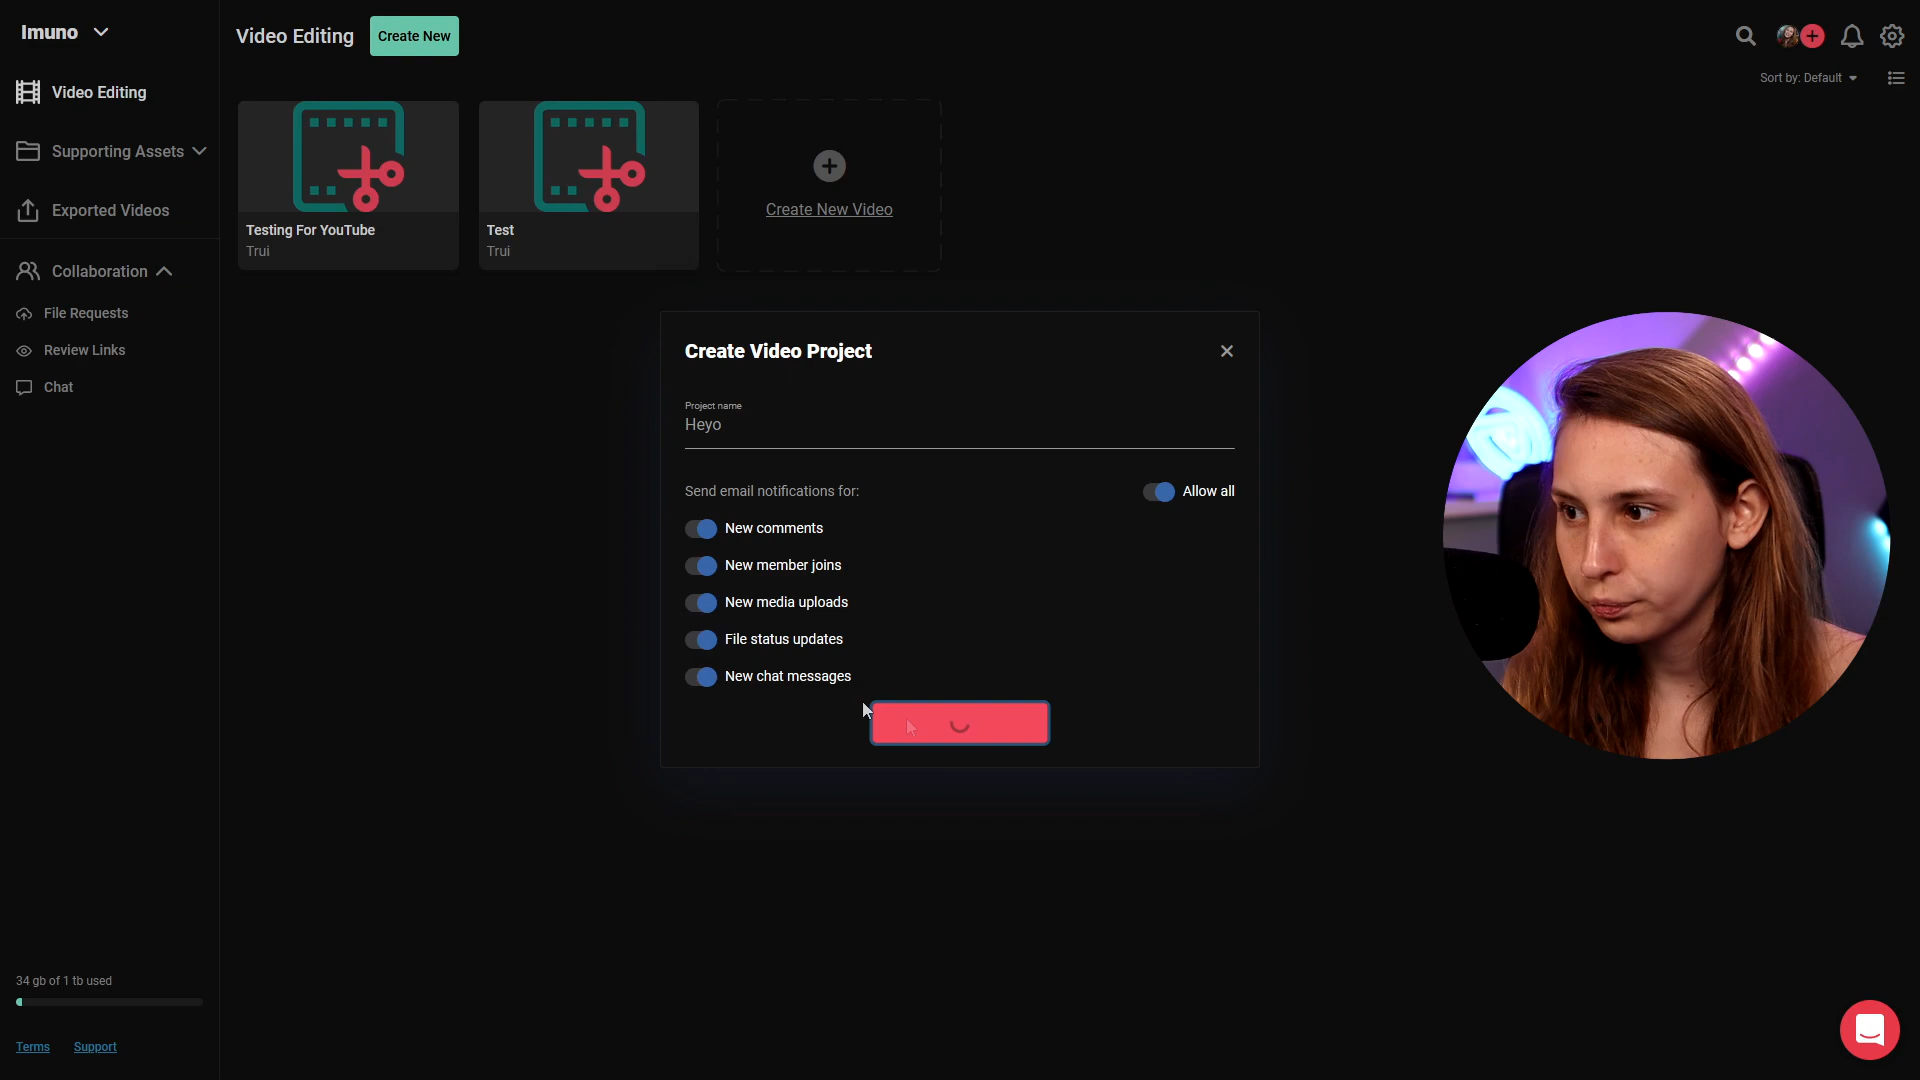 Imuno
Video Editing
Create New
Sort by: Default
Video Editing
Supporting Assets
Exported Videos
Collaboration
File Requests
Review Links
Chat
Testing For YouTube
Trui
Test
Trui
Create New Video
Create Video Project
Project name
Heyo
Send email notifications for:
Allow all
New comments
New member joins
New media uploads
File status updates
New chat messages
34 gb of 1 tb used
Terms
Support